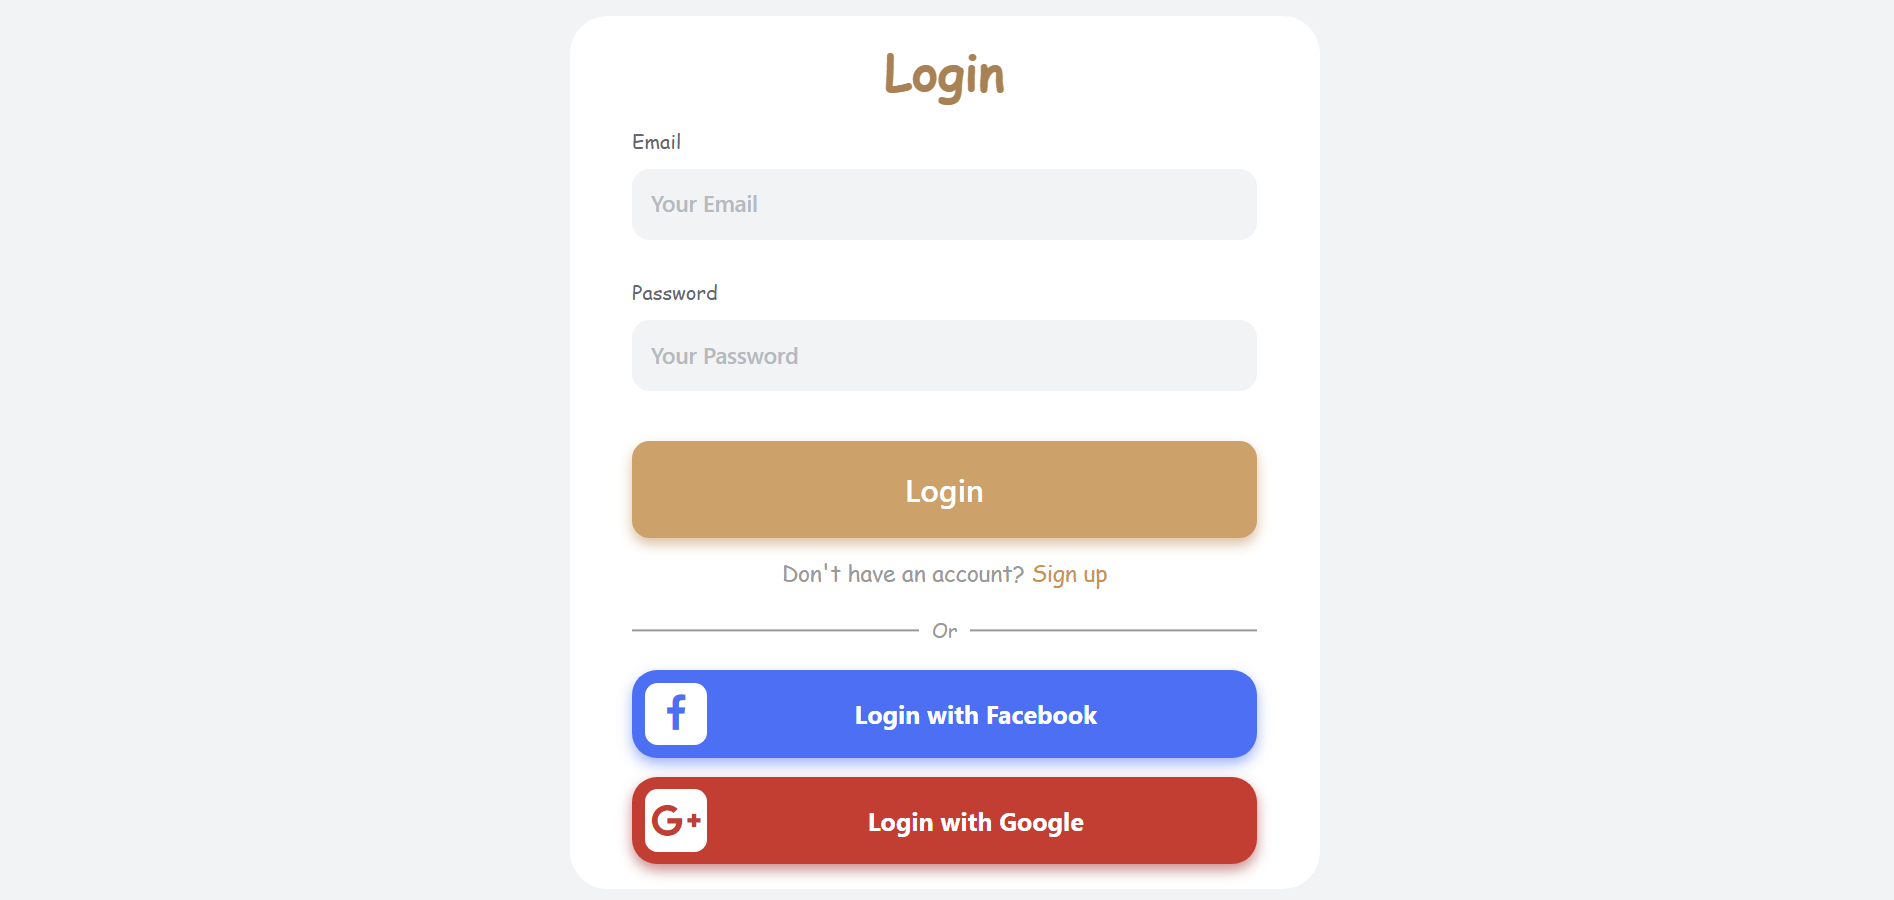 Login
Email
Your Email
Password
Your Password
Login
Don't have an account? Sign up
Or
f
Login with Facebook
G+
Login with Google